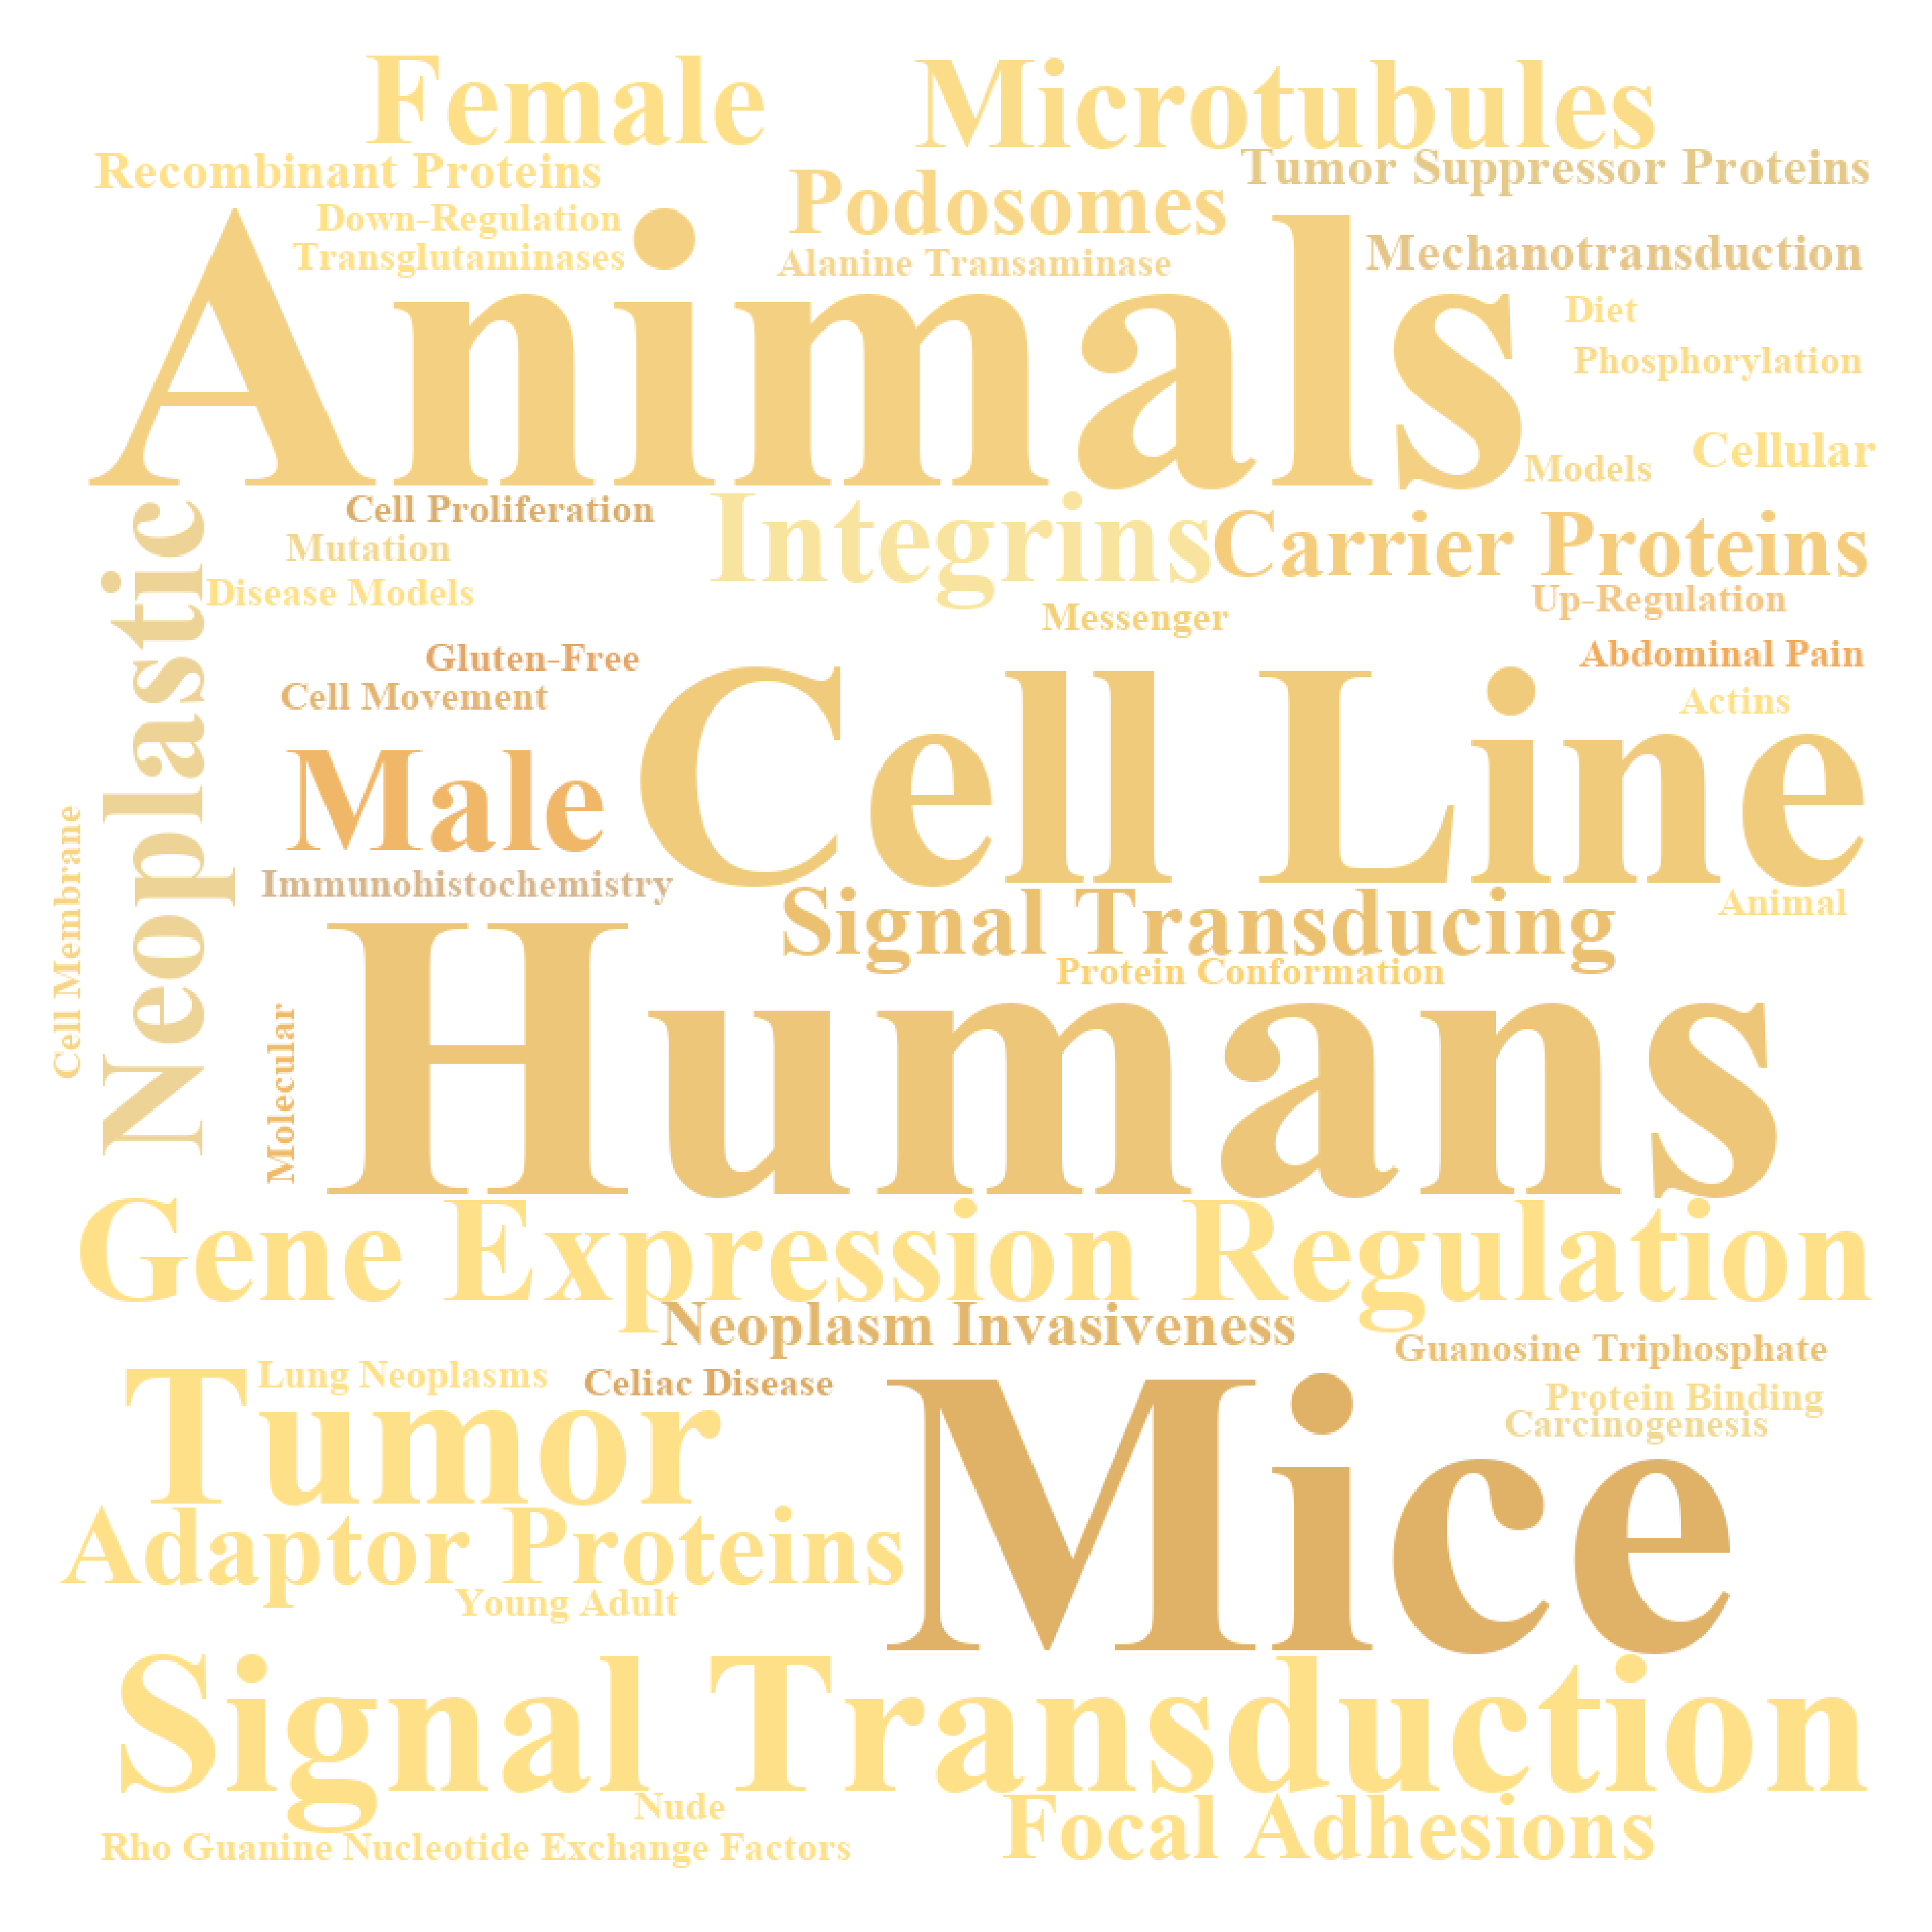 Female
Microtubules
Recombinant Proteins
Tumor Suppressor Proteins
Podosomes
Down-Regulation
Transglutaminases
Alanine Transaminase
Mechanotransduction
Animals
Diet
Phosphorylation
Cellular
Models
Neoplastic
Cell Proliferation
Integrins
Carrier Proteins
Mutation
Disease Models
Messenger
Up-Regulation
Gluten-Free
Abdominal Pain
Cell Movement
Actins
Cell Line
Male
Cell Membrane
Immunohistochemistry
Signal Transducing
Animal
Protein Conformation
Molecular
Humans
Gene Expression Regulation
Neoplasm Invasiveness
Guanosine Triphosphate
Lung Neoplasms
Celiac Disease
Protein Binding
Carcinogenesis
Tumor
Mice
Adaptor Proteins
Young Adult
Signal Transduction
Nude
Focal Adhesions
Rho Guanine Nucleotide Exchange Factors